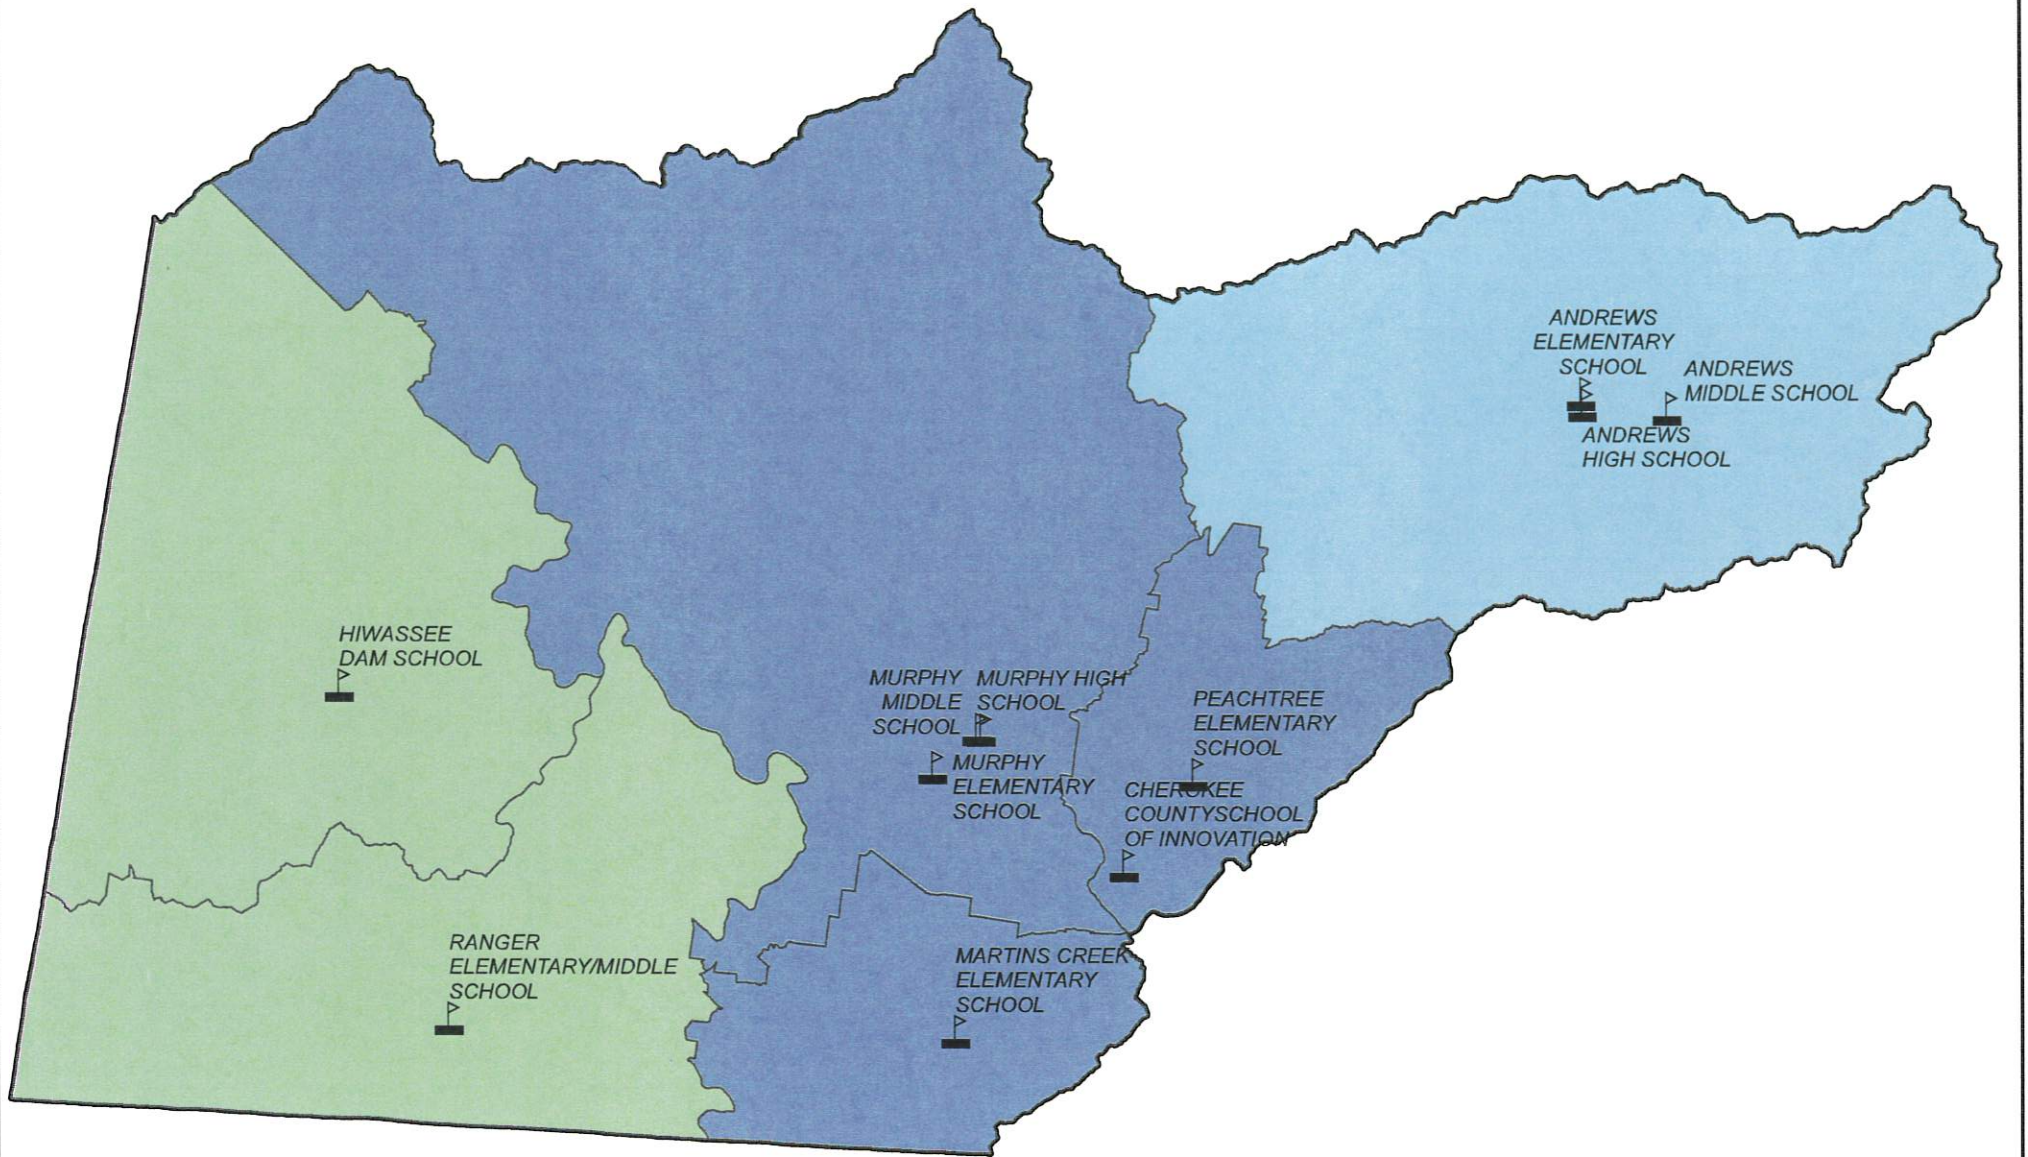 ANDREWS
ELEMENTARY
SCHOOL
ANDREWS
MIDDLE SCHOOL
ANDREWS
HIGH SCHOOL
HIWASSEE
DAM SCHOOL
MURPHY
MIDDLE
SCHOOL
MURPHY HIGH
SCHOOL
MURPHY
ELEMENTARY
SCHOOL
PEACHTREE
ELEMENTARY
SCHOOL
CHEROKEE
COUNTYSCHOOL
OF INNOVATION
RANGER
ELEMENTARY/MIDDLE
SCHOOL
MARTINS CREEK
ELEMENTARY
SCHOOL